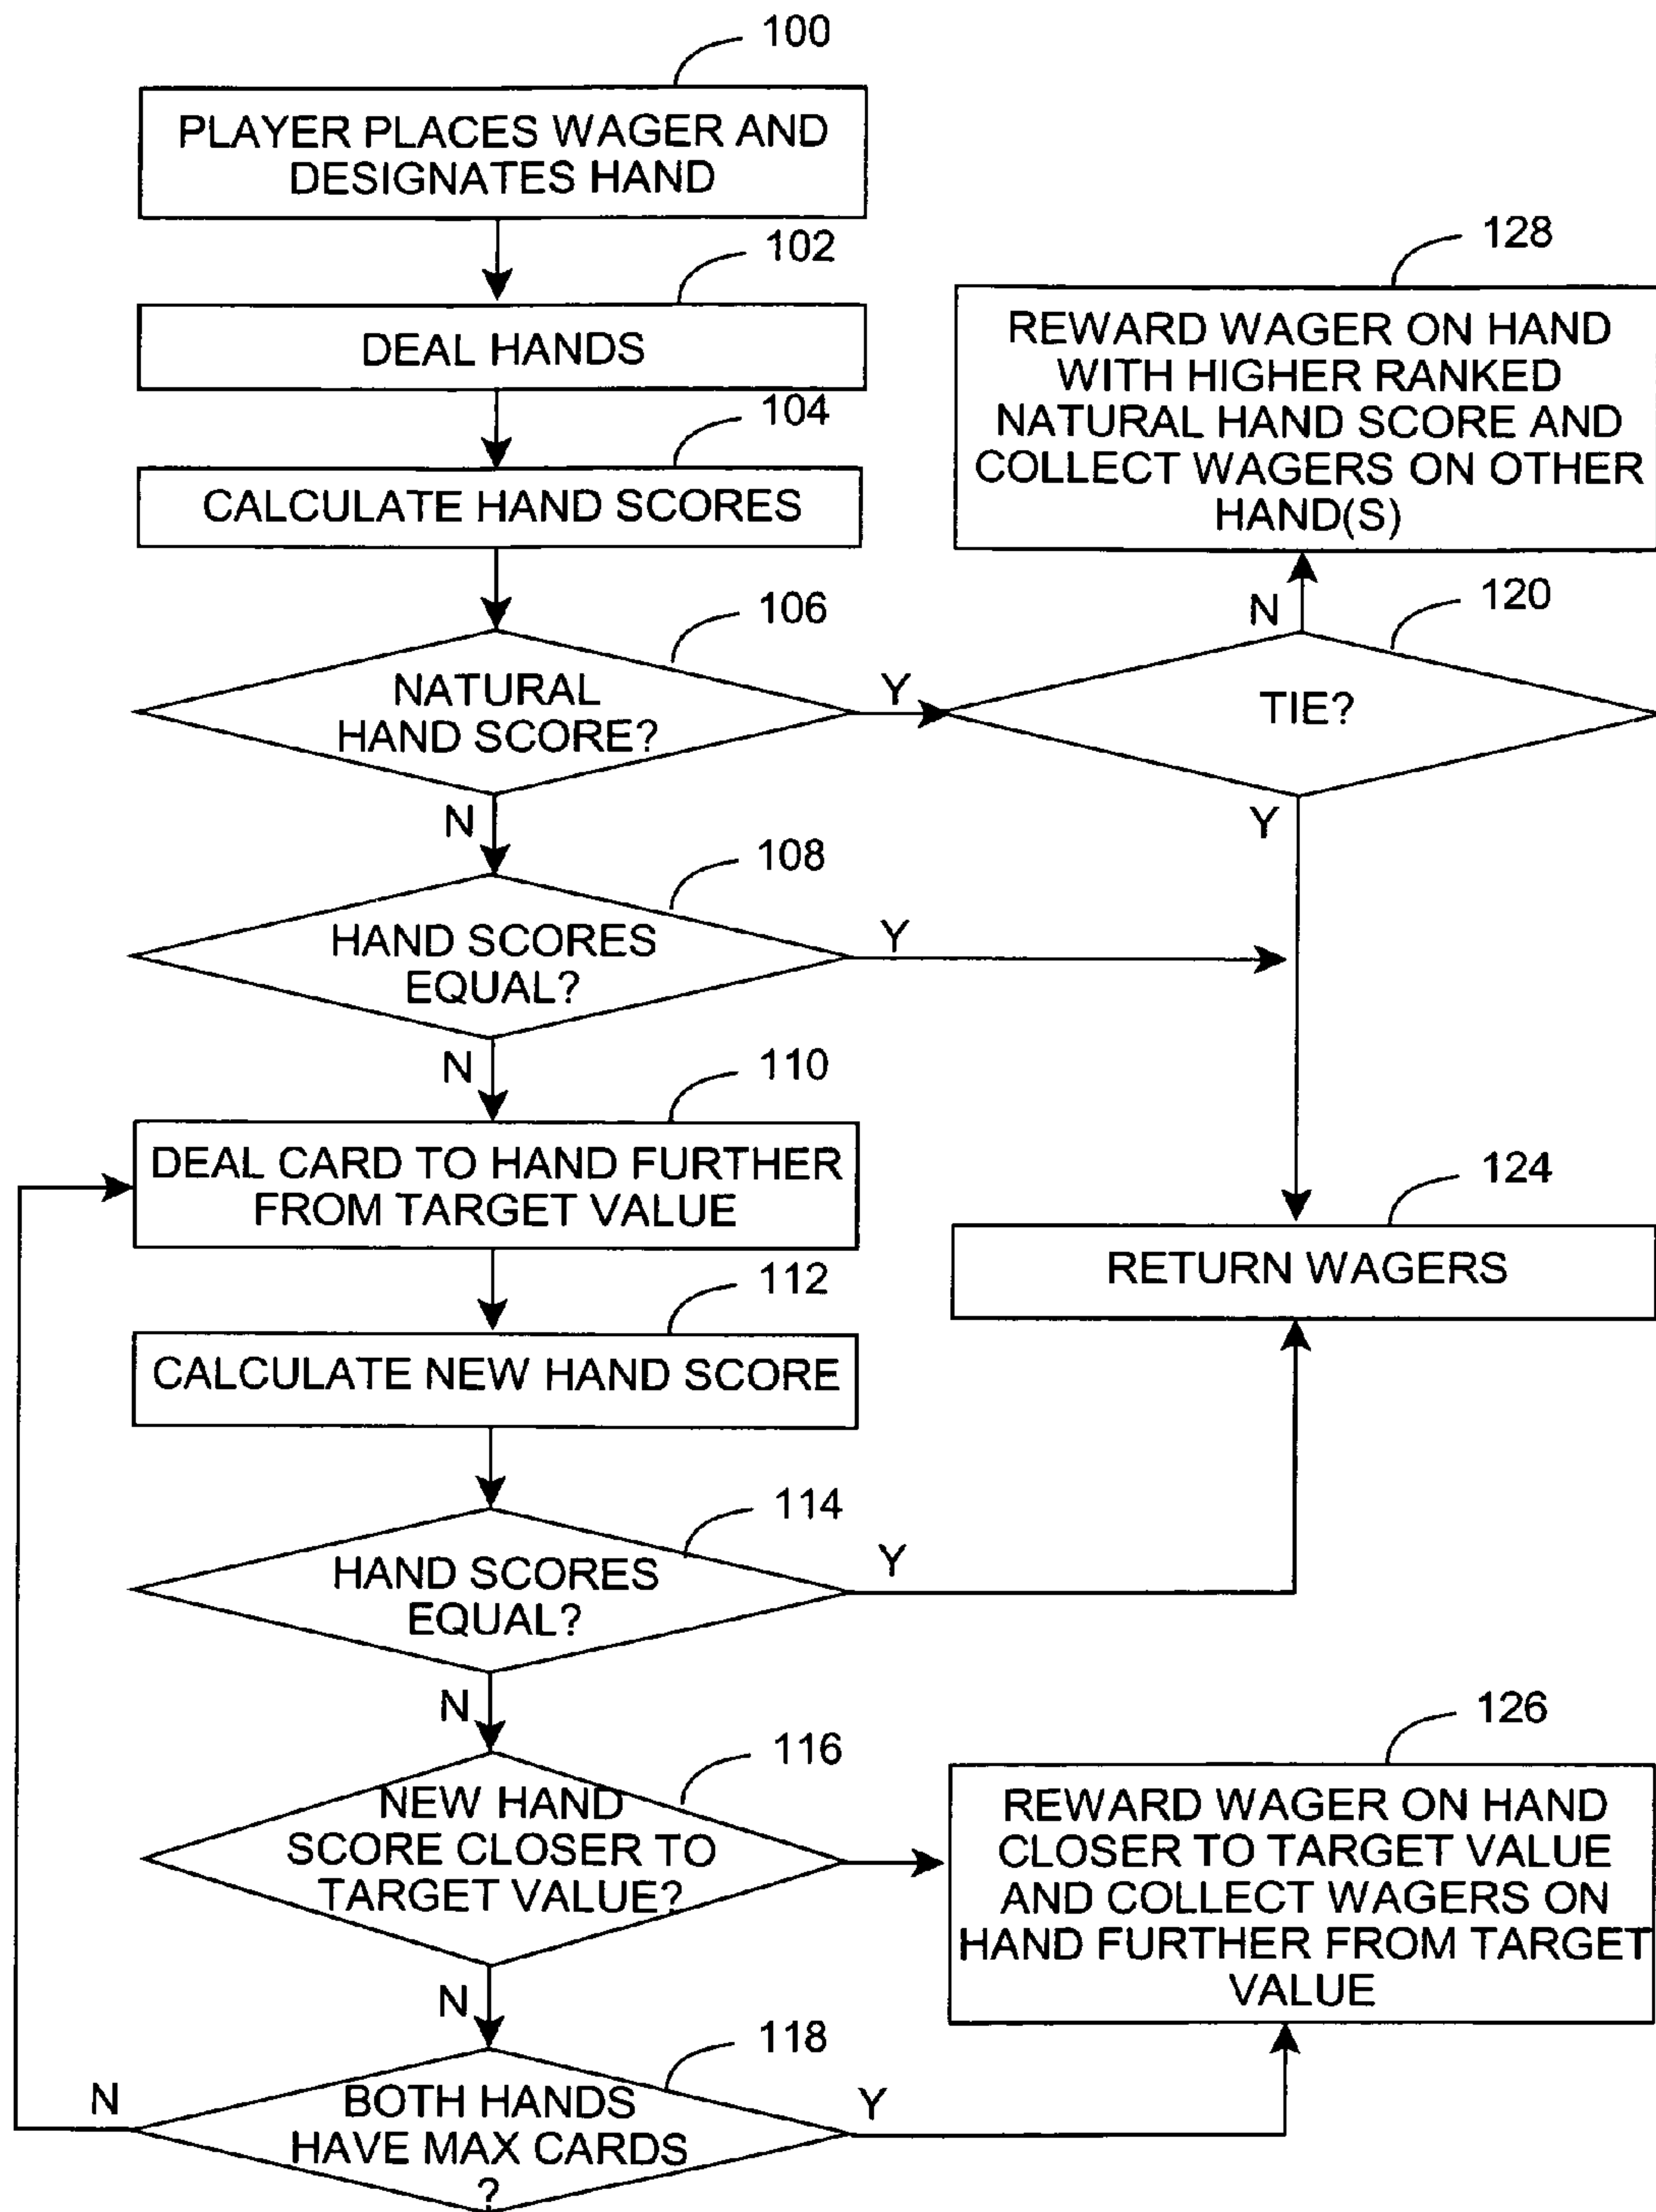 100
PLAYER PLACES WAGER AND
DESIGNATES HAND
102
DEAL HANDS
104
CALCULATE HAND SCORES
128
REWARD WAGER ON HAND
WITH HIGHER RANKED
NATURAL HAND SCORE AND
COLLECT WAGERS ON OTHER
HAND(S)
106
NATURAL
HAND SCORE?
Y
N
120
TIE?
N
Y
108
HAND SCORES
EQUAL?
Y
N
110
DEAL CARD TO HAND FURTHER
FROM TARGET VALUE
124
RETURN WAGERS
112
CALCULATE NEW HAND SCORE
114
HAND SCORES
EQUAL?
Y
N
116
NEW HAND
SCORE CLOSER TO
TARGET VALUE?
N
126
REWARD WAGER ON HAND
CLOSER TO TARGET VALUE
AND COLLECT WAGERS ON
HAND FURTHER FROM TARGET
VALUE
118
N
BOTH HANDS
HAVE MAX CARDS
?
Y